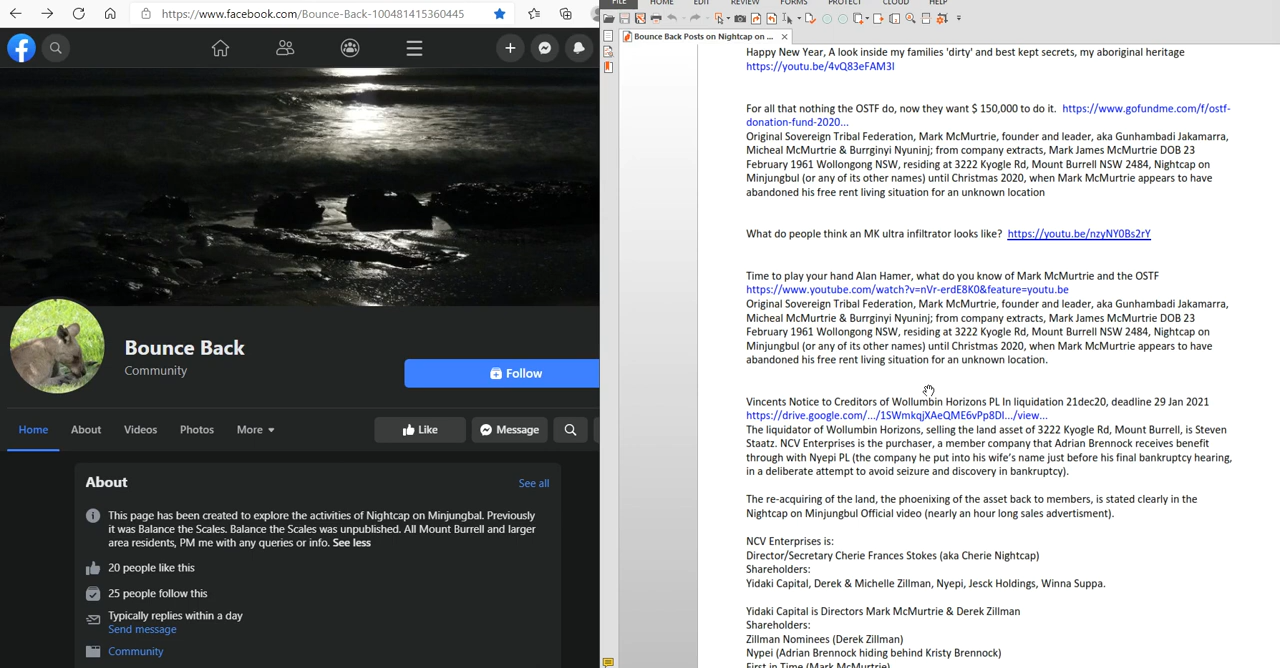 https://www.facebook.com/Bounce-Back-100481415360445
Bounce Back
Community
Follow
Home
About
Videos
Photos
More
Like
Message
About
See all
This page has been created to explore the activities of Nightcap on Minjungbal. Previously
it was Balance the Scales. Balance the Scales was unpublished. All Mount Burrell and larger
area residents, PM me with any queries or info. See less
20 people like this
25 people follow this
Typically replies within a day
Send message
Community
FILE HOME EDIT REVIEW FORMS PROTECT CLOUD HELP
Bounce Back Posts on Nightcap on ...
Happy New Year, A look inside my families 'dirty' and best kept secrets, my aboriginal heritage
https://youtu.be/4vQ83eFAM3I
For all that nothing the OSTF do, now they want $ 150,000 to do it. https://www.gofundme.com/f/ostf-
donation-fund-2020...
Original Sovereign Tribal Federation, Mark McMurtrie, founder and leader, aka Gunhambadi Jakamarra,
Micheal McMurtrie & Burrginyi Nyuninj; from company extracts, Mark James McMurtrie DOB 23
February 1961 Wollongong NSW, residing at 3222 Kyogle Rd, Mount Burrell NSW 2484, Nightcap on
Minjungbul (or any of its other names) until Christmas 2020, when Mark McMurtrie appears to have
abandoned his free rent living situation for an unknown location
What do people think an MK ultra infiltrator looks like? https://youtu.be/nzyNY0Bs2rY
Time to play your hand Alan Hamer, what do you know of Mark McMurtrie and the OSTF
https://www.youtube.com/watch?v=nVr-erdE8K0&feature=youtu.be
Original Sovereign Tribal Federation, Mark McMurtrie, founder and leader, aka Gunhambadi Jakamarra,
Micheal McMurtrie & Burrginyi Nyuninj; from company extracts, Mark James McMurtrie DOB 23
February 1961 Wollongong NSW, residing at 3222 Kyogle Rd, Mount Burrell NSW 2484, Nightcap on
Minjungbul (or any of its other names) until Christmas 2020, when Mark McMurtrie appears to have
abandoned his free rent living situation for an unknown location.
Vincents Notice to Creditors of Wollumbin Horizons PL In liquidation 21dec20, deadline 29 Jan 2021
https://drive.google.com/.../1SWmkqjXAeQME6vPp8DI.../view...
The liquidator of Wollumbin Horizons, selling the land asset of 3222 Kyogle Rd, Mount Burrell, is Steven
Staatz. NCV Enterprises is the purchaser, a member company that Adrian Brennock receives benefit
through with Nyepi PL (the company he put into his wife's name just before his final bankruptcy hearing,
in a deliberate attempt to avoid seizure and discovery in bankruptcy).
The re-acquiring of the land, the phoenixing of the asset back to members, is stated clearly in the
Nightcap on Minjungbul Official video (nearly an hour long sales advertisment).
NCV Enterprises is:
Director/Secretary Cherie Frances Stokes (aka Cherie Nightcap)
Shareholders:
Yidaki Capital, Derek & Michelle Zillman, Nyepi, Jesck Holdings, Winna Suppa.
Yidaki Capital is Directors Mark McMurtrie & Derek Zillman
Shareholders:
Zillman Nominees (Derek Zillman)
Nypei (Adrian Brennock hiding behind Kristy Brennock)
First in Time (Mark McMurtrie)